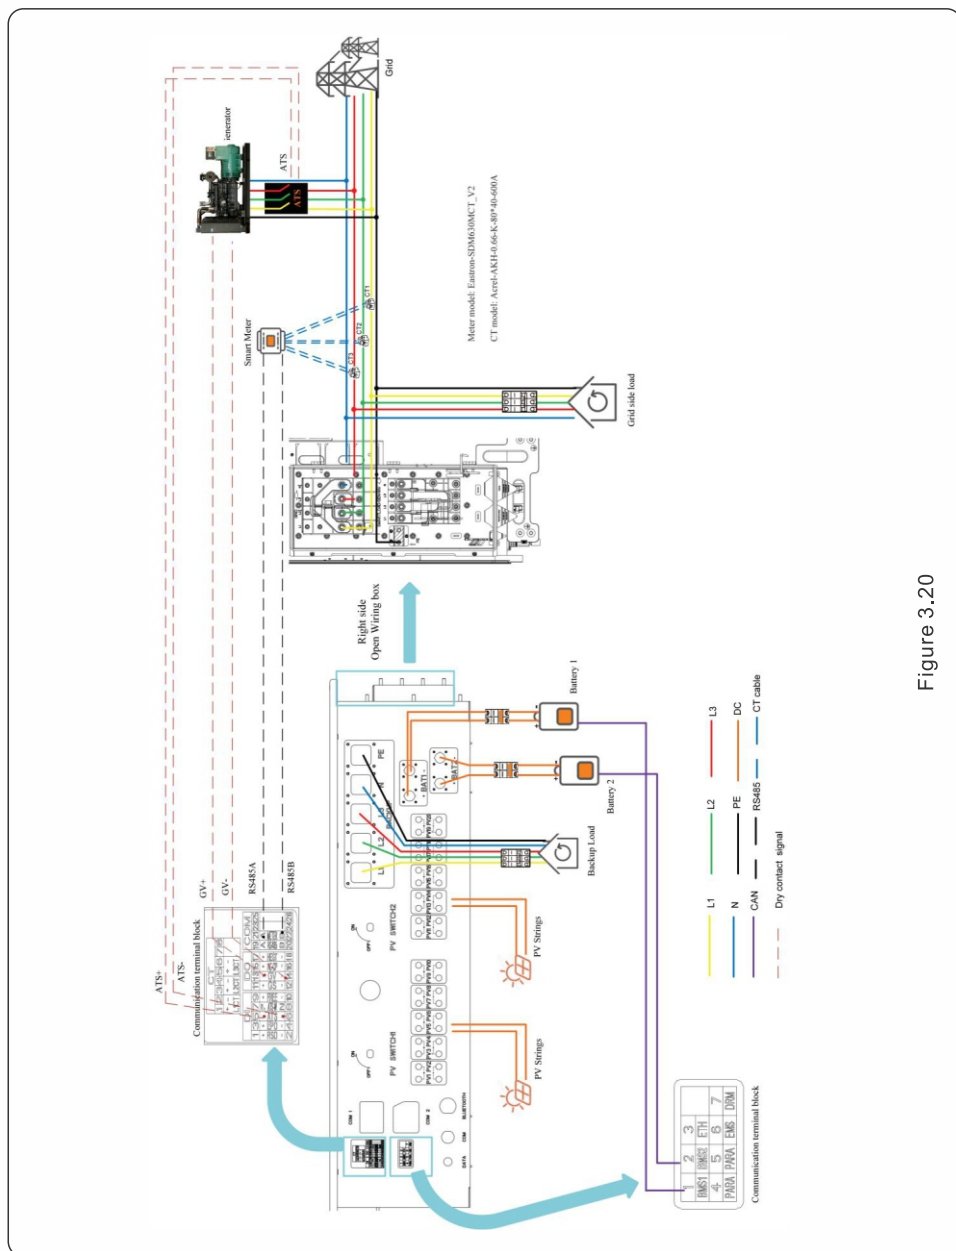 Grid
ATS
ATS
Smart Meter
CT1
CT2
CT3
Meter model: Eastron-SDM630MCT_V2
CT model: Acrel-AKH-0.66-K-80*40-600A
Grid side load
Right side
Open Wiring box
ATS+
ATS-
GV+
GV-
RS485A
RS485B
Communication terminal block
CT
COM
PE
N
L3
L2
L1
BAT1
Battery 1
Battery 2
Backup Load
ON
OFF
PV SWITCH2
ON
OFF
PV SWITCH1
PV Strings
PV Strings
COM 1
COM 2
BLUETOOTH
COM
DATA
L1
L2
L3
N
PE
DC
CAN
RS485
CT cable
Dry contact signal
1 2 3
BMS1 BMS2 ETH
4 5 6 7
PARA PARA EMS DRM
Communication terminal block
Figure 3.20